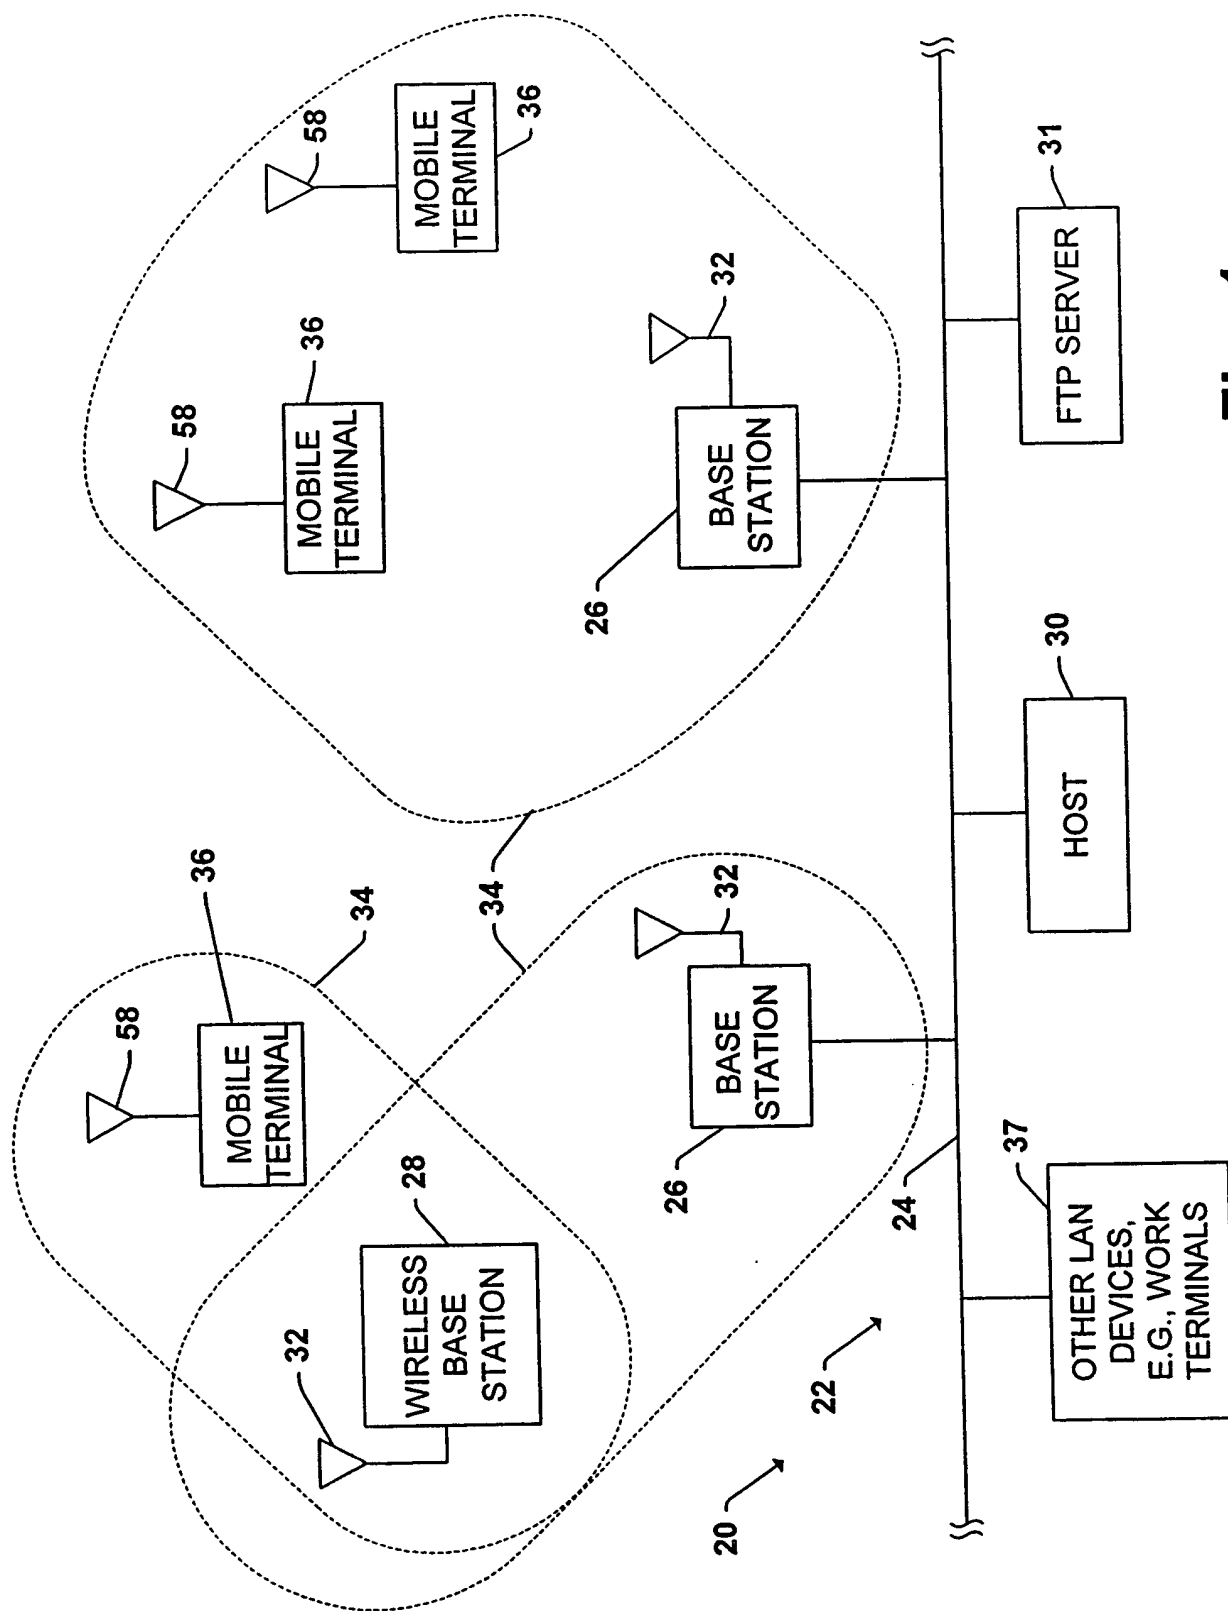 58
58
36
MOBILE
TERMINAL
32
36
58
MOBILE
TERMINAL
34
28
WIRELESS
BASE
STATION
MOBILE
TERMINAL
34
36
26
26
32
32
BASE
STATION
BASE
STATION
20
22
24
37
30
31
OTHER LAN
DEVICES,
E.G., WORK
TERMINALS
HOST
FTP SERVER